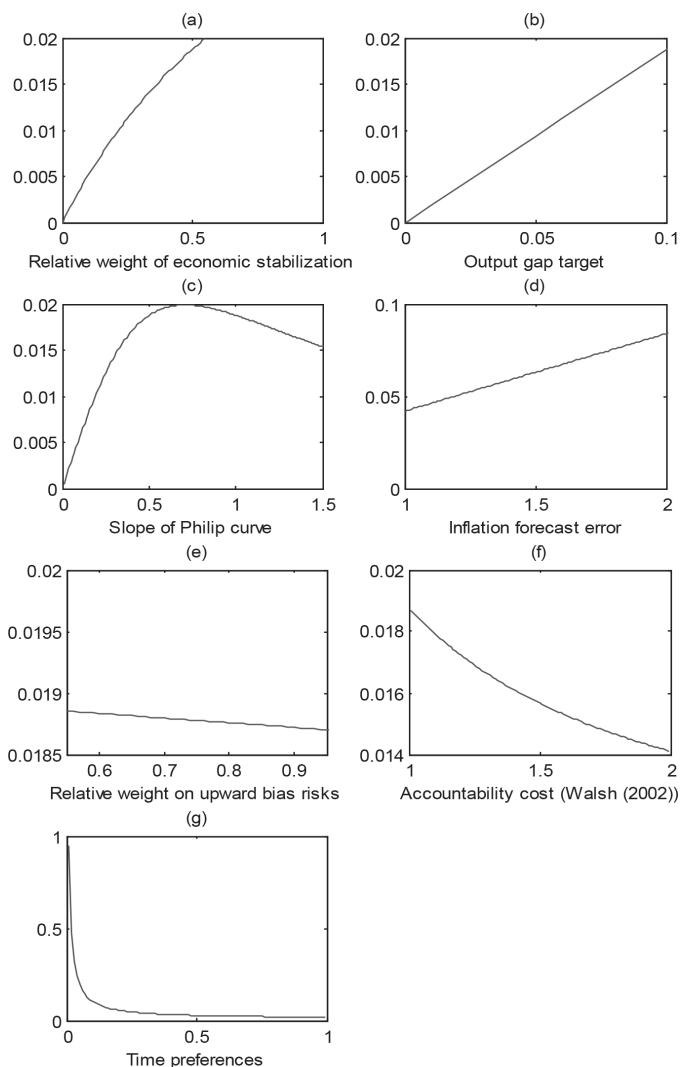 (a)
0.02
0.015
0.01
0.005
0
0 0.5 1
Relative weight of economic stabilization
(b)
0.02
0.015
0.01
0.005
0
0 0.05 0.1
Output gap target
(c)
0.02
0.015
0.01
0.005
0
0 0.5 1 1.5
Slope of Philip curve
(d)
0.1
0.05
0
1 1.5 2
Inflation forecast error
(e)
0.02
0.0195
0.019
0.0185
0.6 0.7 0.8 0.9
Relative weight on upward bias risks
(f)
0.02
0.018
0.016
0.014
1 1.5 2
Accountability cost (Walsh (2002))
(g)
1
0.5
0
0 0.5 1
Time preferences